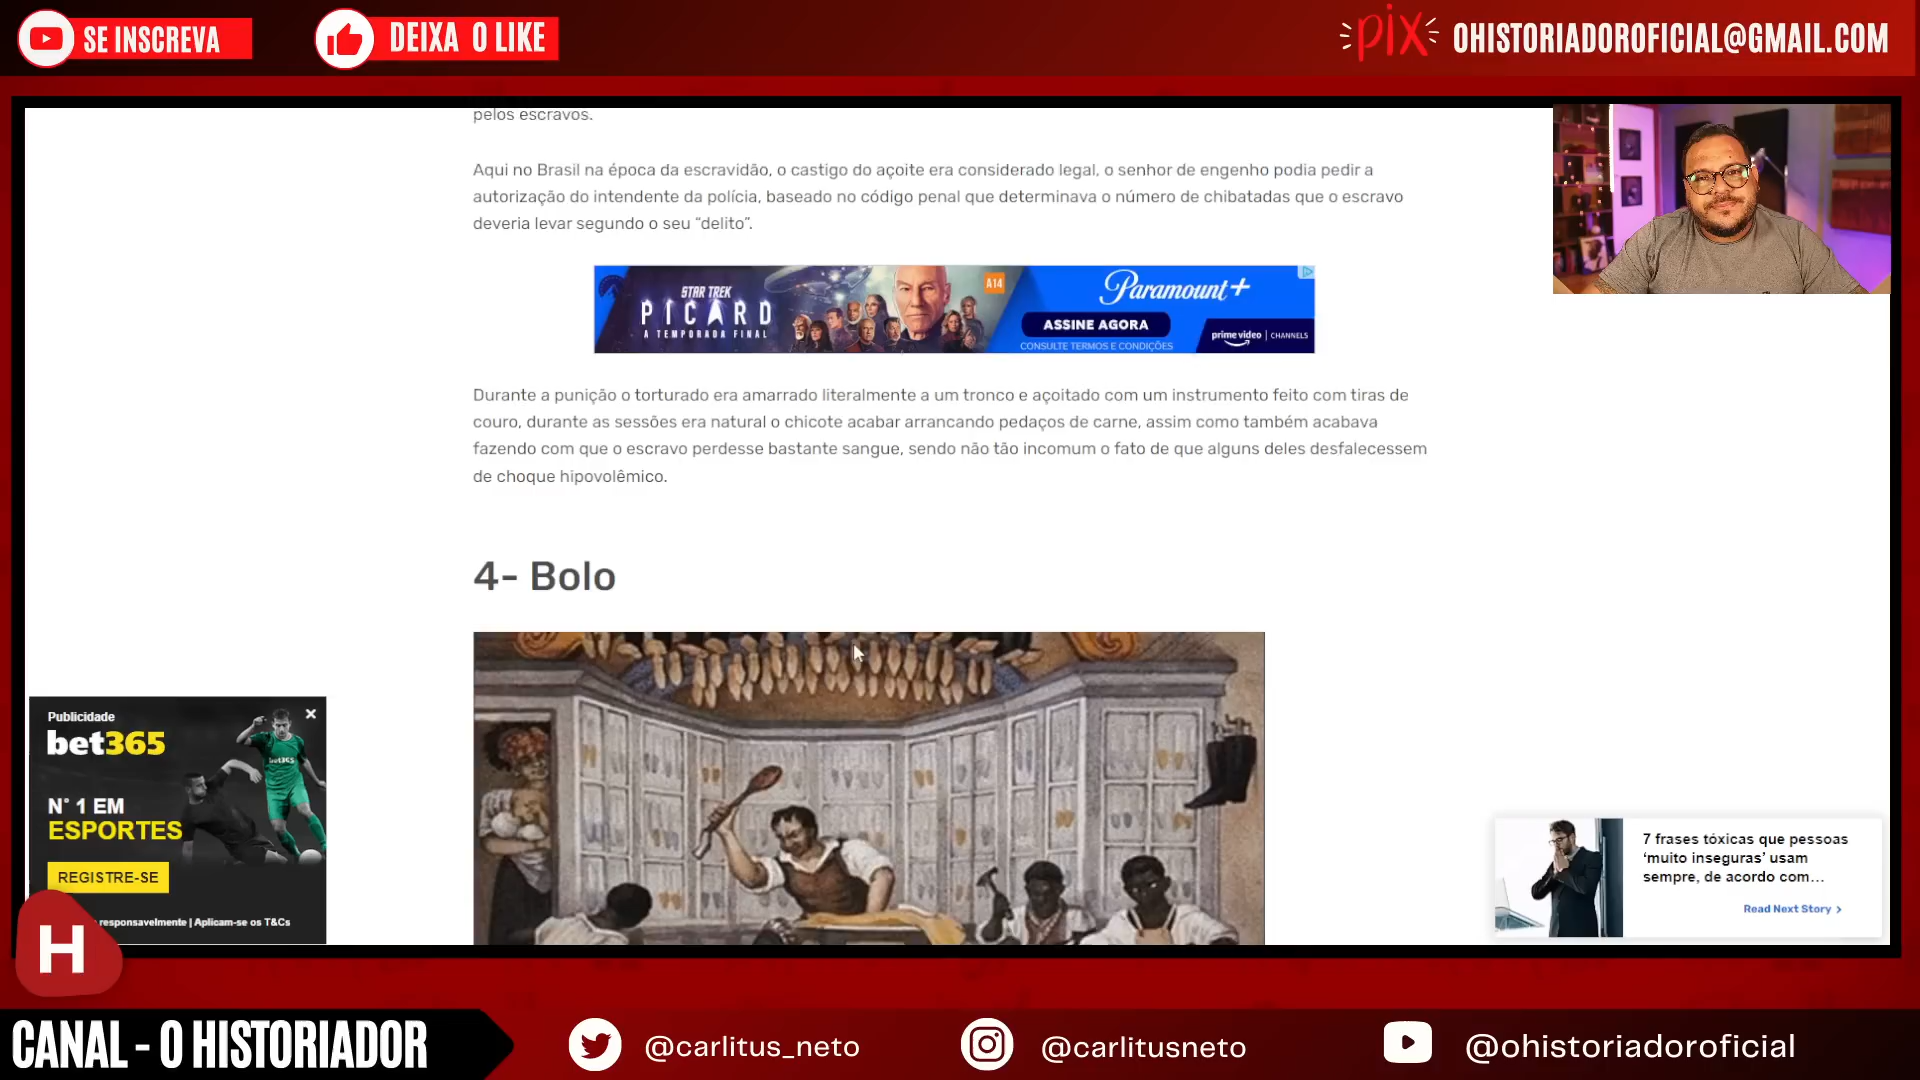 SE INSCREVA
DEIXA O LIKE
PIX
OHISTORIADOROFICIAL@GMAIL.COM
pelos escravos.
Aqui no Brasil na época da escravidão, o castigo do açoite era considerado legal, o senhor de engenho podia pedir a
autorização do intendente da polícia, baseado no código penal que determinava o número de chibatadas que o escravo
deveria levar segundo o seu “delito”.
STAR TREK
PICARD
A TEMPORADA FINAL
A14
Paramount+
ASSINE AGORA
CONSULTE TERMOS E CONDIÇÕES
prime video | CHANNELS
Durante a punição o torturado era amarrado literalmente a um tronco e açoitado com um instrumento feito com tiras de
couro, durante as sessões era natural o chicote acabar arrancando pedaços de carne, assim como também acabava
fazendo com que o escravo perdesse bastante sangue, sendo não tão incomum o fato de que alguns deles desfalecessem
de choque hipovolêmico.
4- Bolo
Publicidade
bet365
bet365
N° 1 EM
ESPORTES
REGISTRE-SE
responsavelmente | Aplicam-se os T&Cs
7 frases tóxicas que pessoas
‘muito inseguras’ usam
sempre, de acordo com...
Read Next Story >
H
CANAL - O HISTORIADOR
@carlitus_neto
@carlitusneto
@ohistoriadoroficial